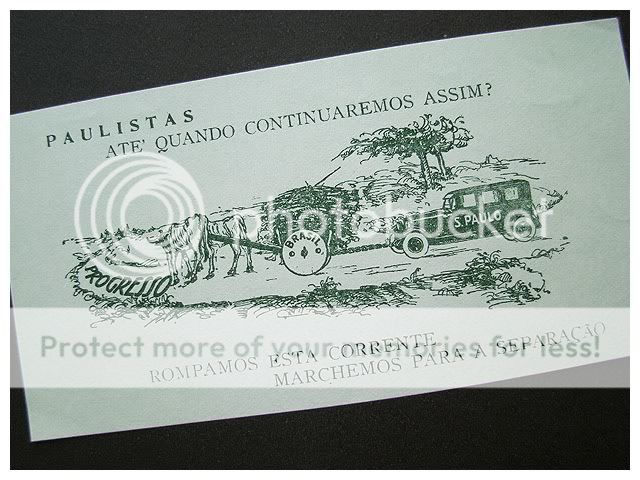 PAULISTAS
ATE' QUANDO CONTINUAREMOS ASSIM?
PROGRESSO
BRASIL
S. PAULO
photobucket
Protect more of your memories for less!
ROMPAMOS ESTA CORRENTE
MARCHEMOS PARA A SEPARAÇÃO